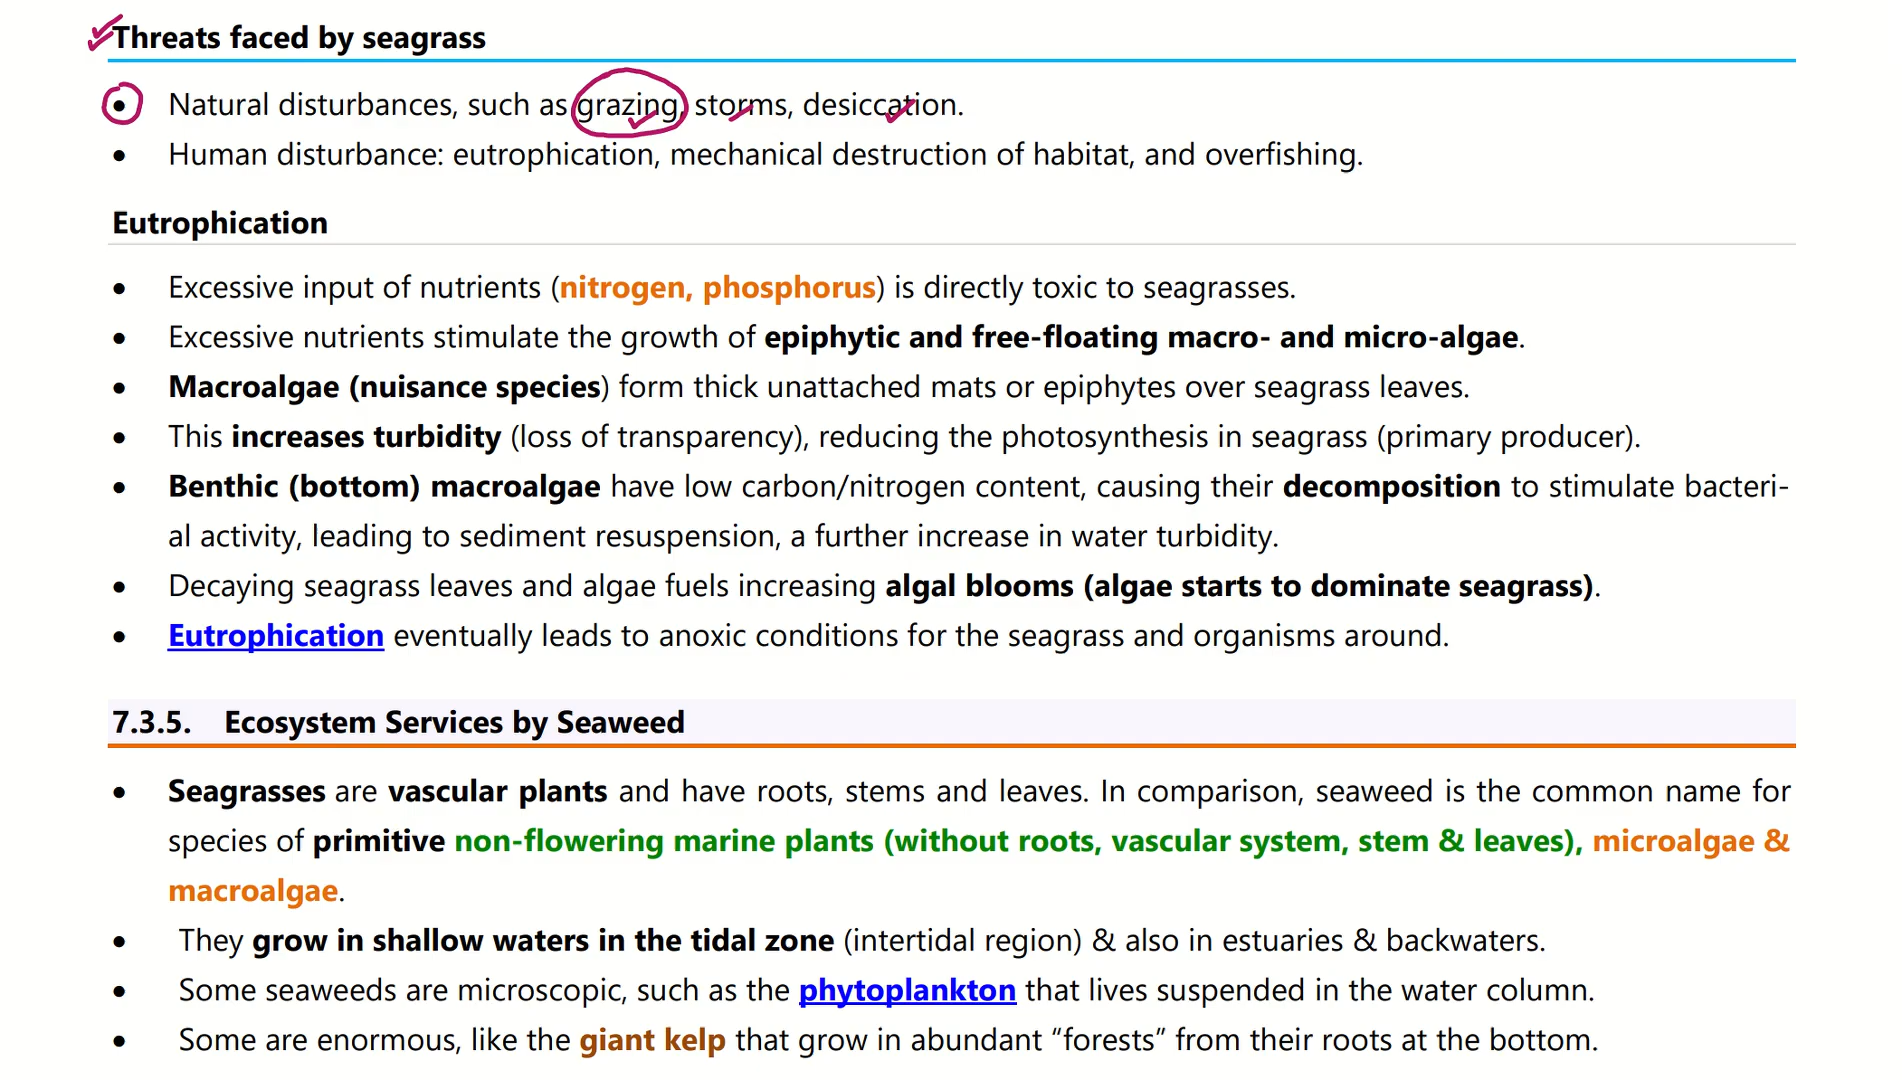 Threats faced by seagrass
• Natural disturbances, such as grazing, storms, desiccation.
• Human disturbance: eutrophication, mechanical destruction of habitat, and overfishing.
Eutrophication
• Excessive input of nutrients (nitrogen, phosphorus) is directly toxic to seagrasses.
• Excessive nutrients stimulate the growth of epiphytic and free-floating macro- and micro-algae.
• Macroalgae (nuisance species) form thick unattached mats or epiphytes over seagrass leaves.
• This increases turbidity (loss of transparency), reducing the photosynthesis in seagrass (primary producer).
• Benthic (bottom) macroalgae have low carbon/nitrogen content, causing their decomposition to stimulate bacteri-
al activity, leading to sediment resuspension, a further increase in water turbidity.
• Decaying seagrass leaves and algae fuels increasing algal blooms (algae starts to dominate seagrass).
• Eutrophication eventually leads to anoxic conditions for the seagrass and organisms around.
7.3.5. Ecosystem Services by Seaweed
• Seagrasses are vascular plants and have roots, stems and leaves. In comparison, seaweed is the common name for
species of primitive non-flowering marine plants (without roots, vascular system, stem & leaves), microalgae &
macroalgae.
• They grow in shallow waters in the tidal zone (intertidal region) & also in estuaries & backwaters.
• Some seaweeds are microscopic, such as the phytoplankton that lives suspended in the water column.
• Some are enormous, like the giant kelp that grow in abundant “forests” from their roots at the bottom.